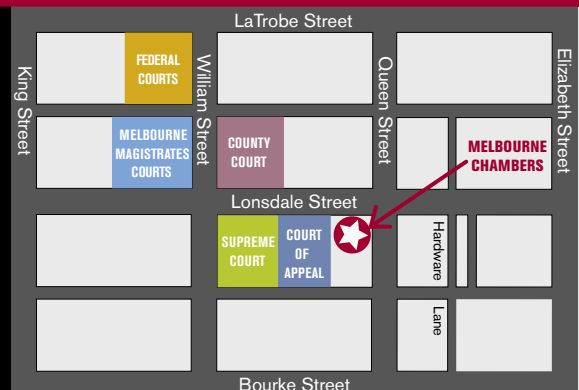 LaTrobe Street
King Street
FEDERAL
COURTS
William Street
Queen Street
Elizabeth Street
MELBOURNE
MAGISTRATES
COURTS
COUNTY
COURT
MELBOURNE
CHAMBERS
Lonsdale Street
SUPREME
COURT
COURT
OF
APPEAL
Hardware
Lane
Bourke Street